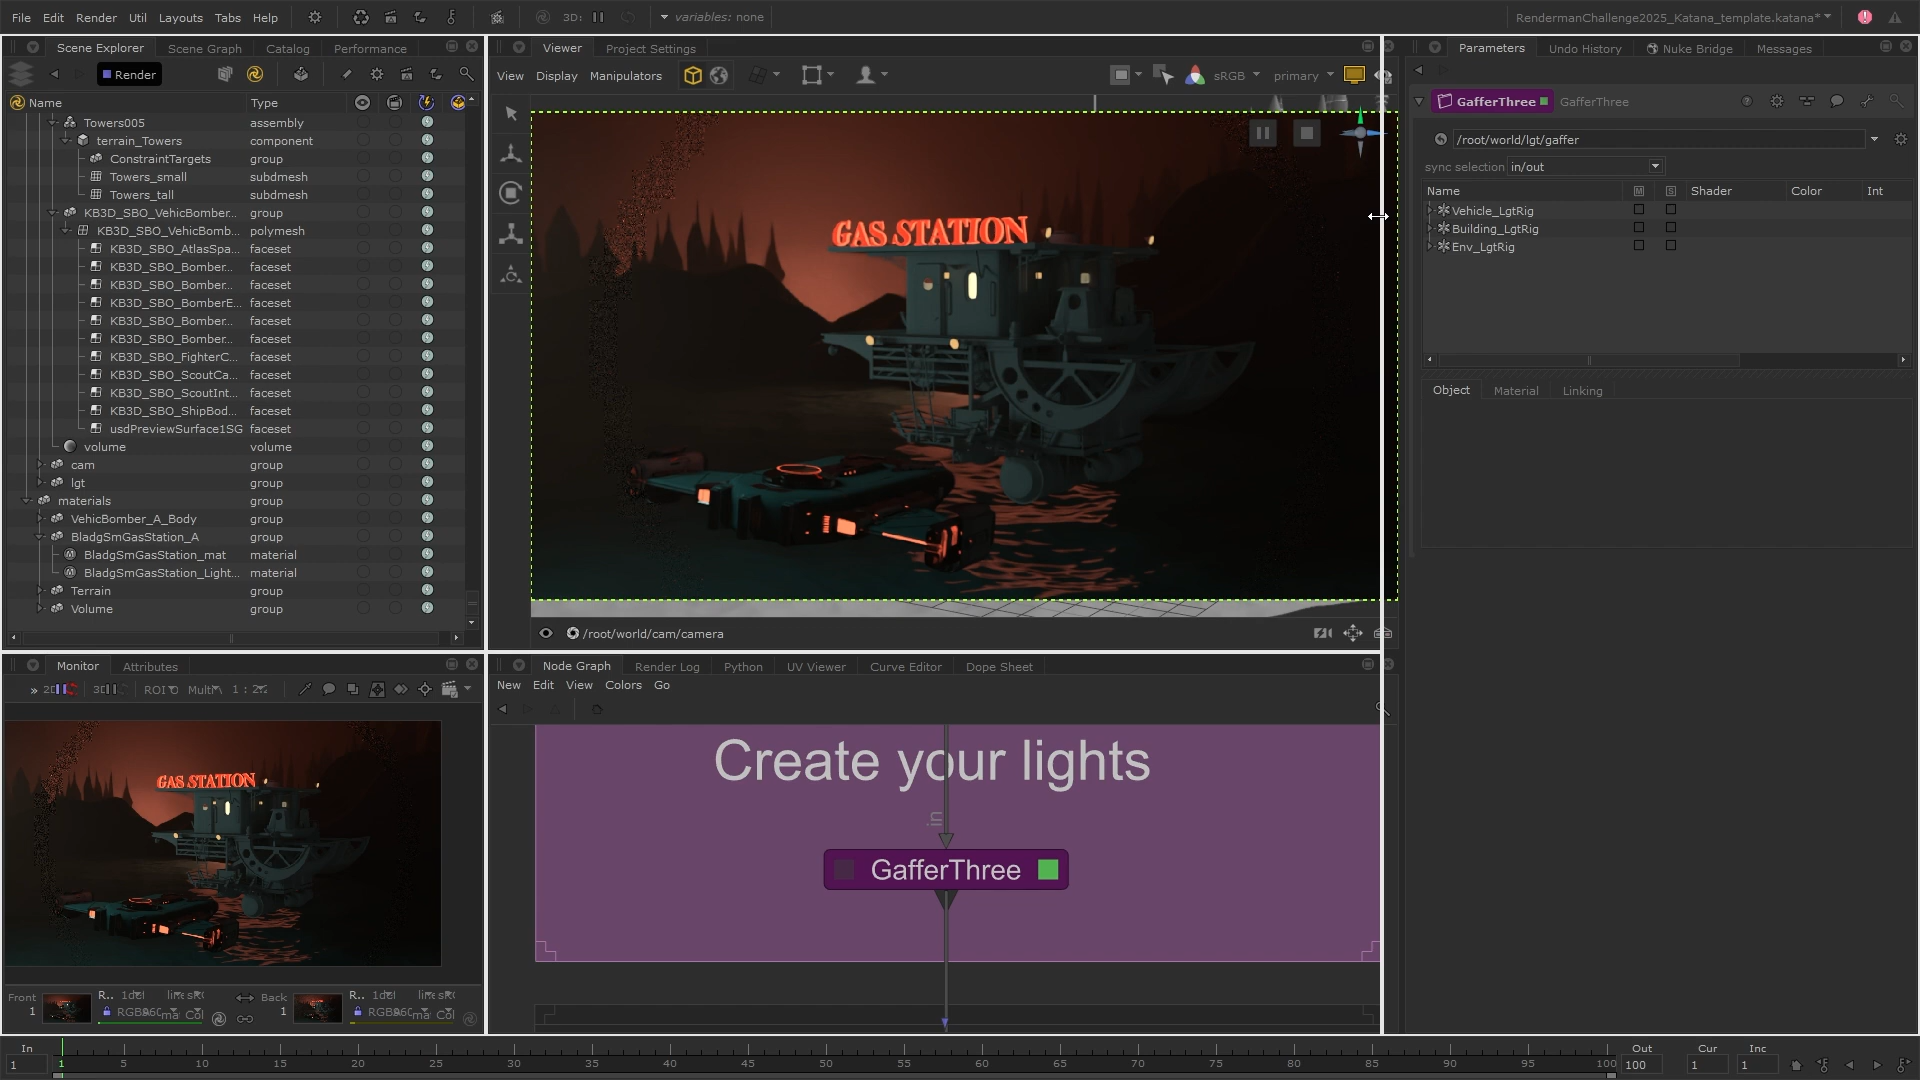 File Edit Render Util Layouts Tabs Help 3D: variables: none RendermanChallenge2025_Katana_template.katana*
Scene Explorer Scene Graph Catalog Performance
Render
Name Type
Towers005 assembly
terrain_Towers component
ConstraintTargets group
Towers_small subdmesh
Towers_tall subdmesh
KB3D_SBO_VehicBomber... group
KB3D_SBO_VehicBomb... polymesh
KB3D_SBO_AtlasSpa... faceset
KB3D_SBO_Bomber... faceset
KB3D_SBO_Bomber... faceset
KB3D_SBO_BomberE... faceset
KB3D_SBO_Bomber... faceset
KB3D_SBO_Bomber... faceset
KB3D_SBO_FighterC... faceset
KB3D_SBO_ScoutCa... faceset
KB3D_SBO_ScoutInt... faceset
KB3D_SBO_ShipBod... faceset
usdPreviewSurface1SG faceset
volume volume
cam group
lgt group
materials group
VehicBomber_A_Body group
BladgSmGasStation_A group
BladgSmGasStation_mat material
BladgSmGasStation_Light... material
Terrain group
Volume group
Viewer Project Settings
View Display Manipulators sRGB primary
GAS STATION
/root/world/cam/camera
Parameters Undo History Nuke Bridge Messages
GafferThree GafferThree
/root/world/lgt/gaffer
sync selection in/out
Name M S Shader Color Int
Vehicle_LgtRig
Building_LgtRig
Env_LgtRig
Object Material Linking
Monitor Attributes
ROI Multi 1 : 2
GAS STATION
Front
1
R..
Back
1
R..
Node Graph Render Log Python UV Viewer Curve Editor Dope Sheet
New Edit View Colors Go
Create your lights
in
GafferThree
In
1
1 5 10 15 20 25 30 35 40 45 50 55 60 65 70 75 80 85 90 95 100
Out
100
Cur
1
Inc
1